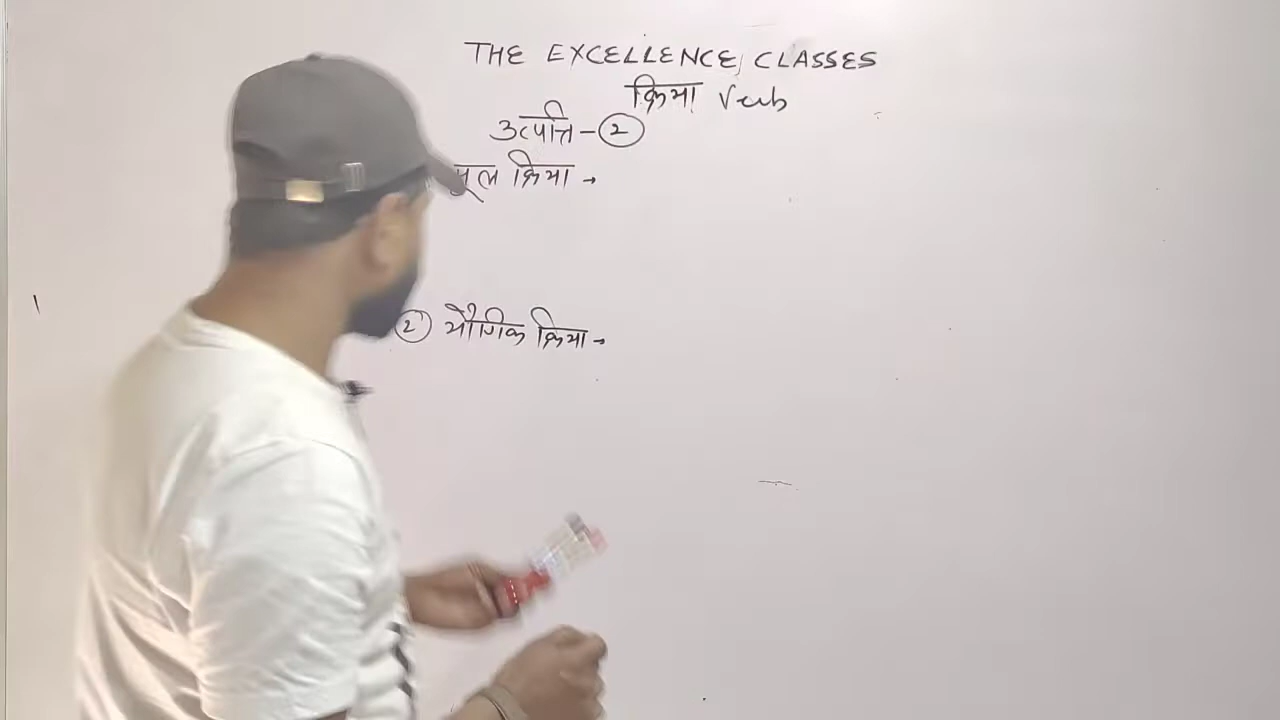 THE EXCELLENCE CLASSES
क्रिया Verb
उत्पत्ति - ②
मूल क्रिया →
② यौगिक क्रिया →